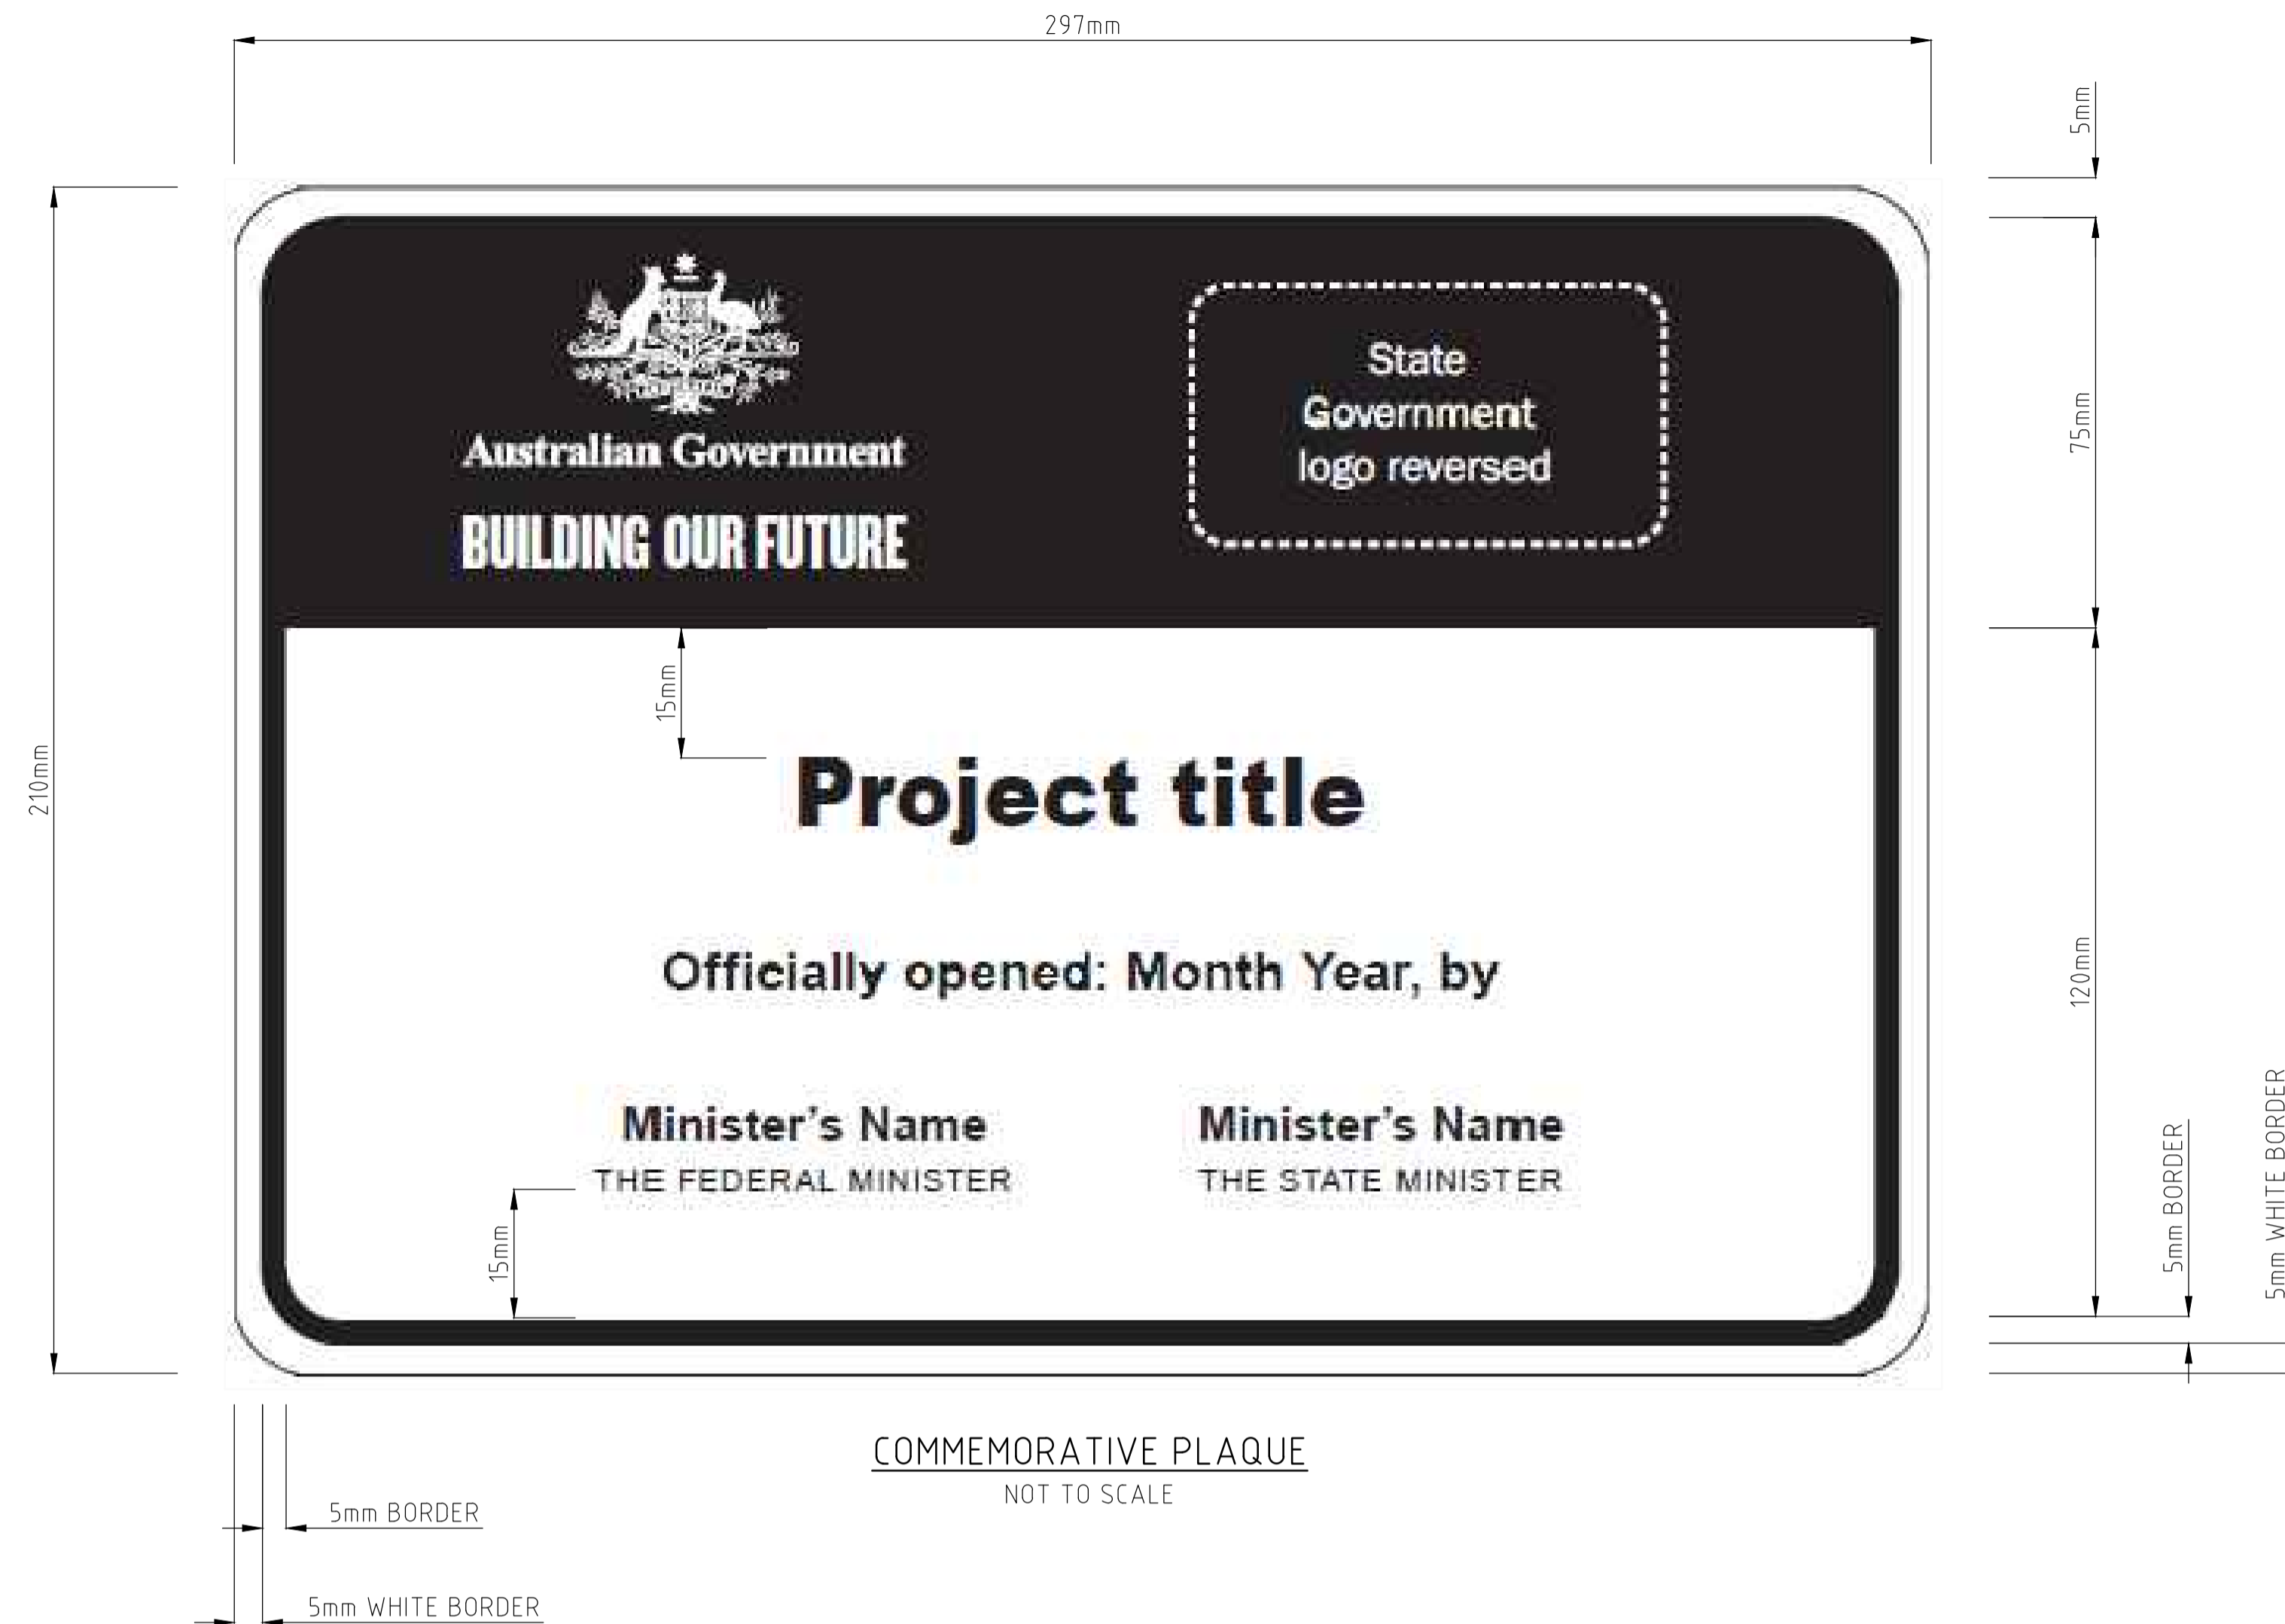 297mm
5mm
210mm
75mm
Australian Government
BUILDING OUR FUTURE
State
Government
logo reversed
15mm
Project title
120mm
Officially opened: Month Year, by
Minister's Name
THE FEDERAL MINISTER
Minister's Name
THE STATE MINISTER
15mm
5mm BORDER
5mm WHITE BORDER
COMMEMORATIVE PLAQUE
NOT TO SCALE
5mm BORDER
5mm WHITE BORDER